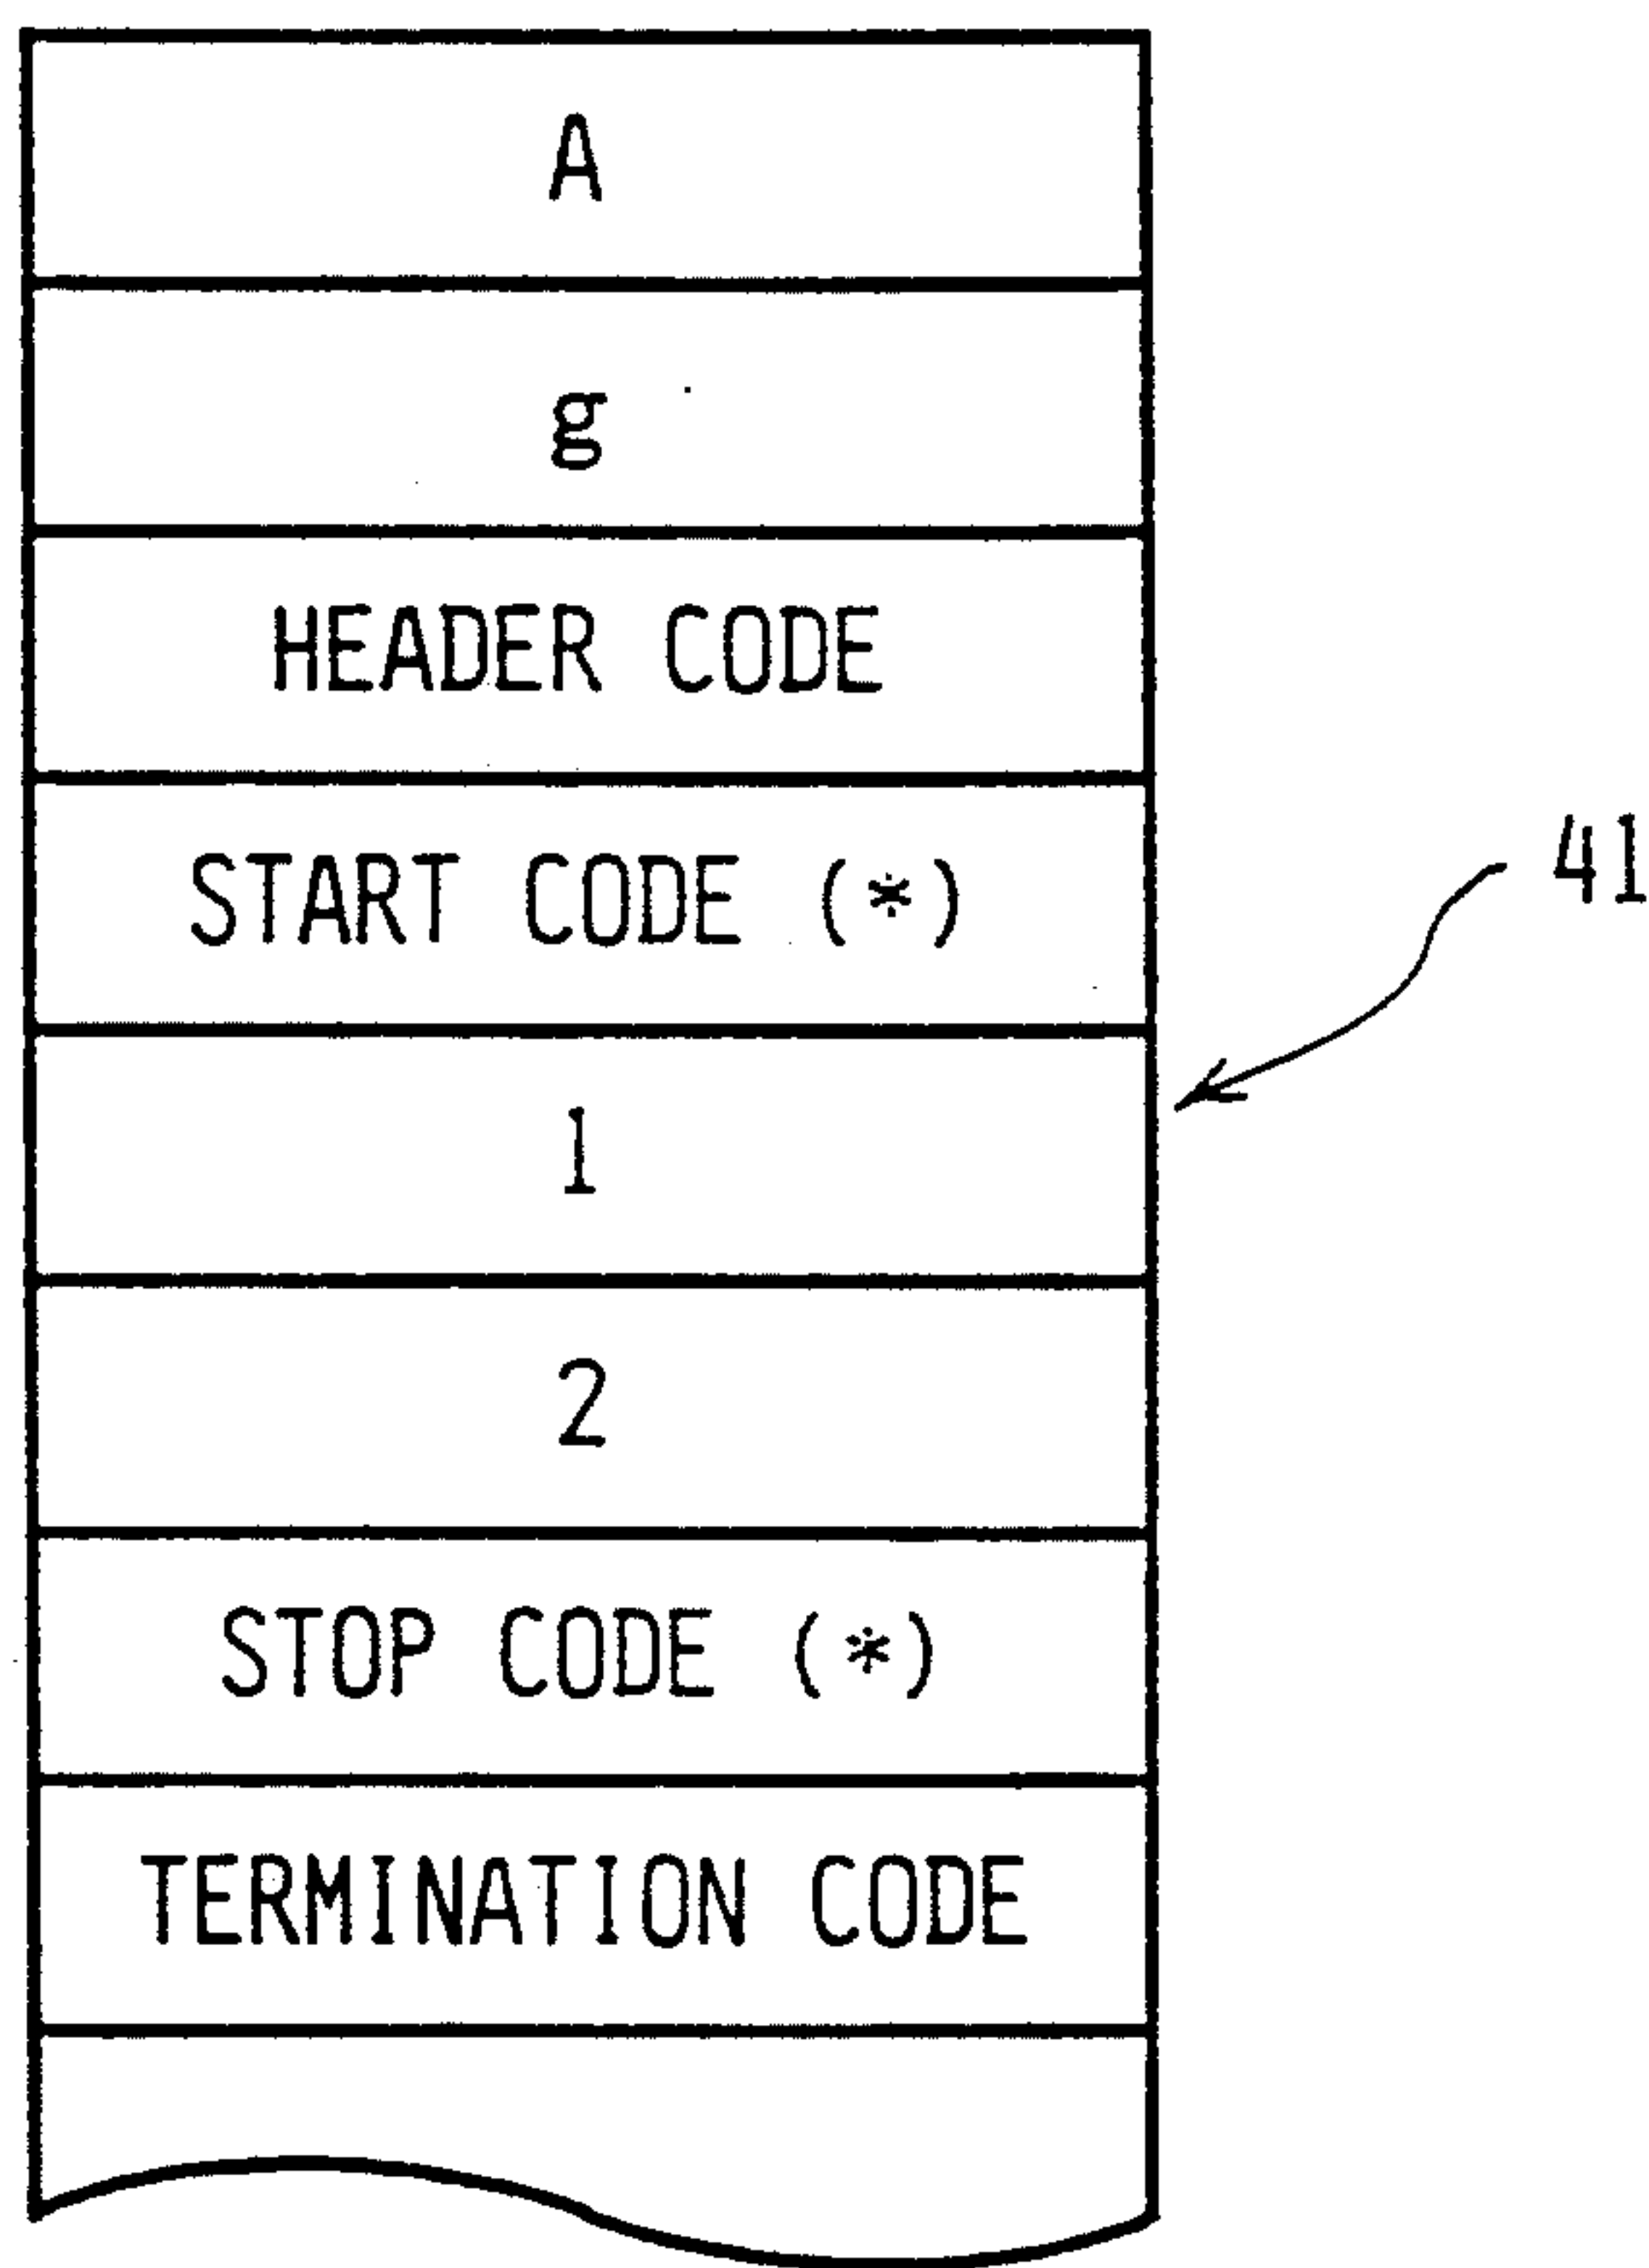 A
g
HEADER CODE
START CODE (*)
41
1
2
STOP CODE (*)
TERMINATION CODE